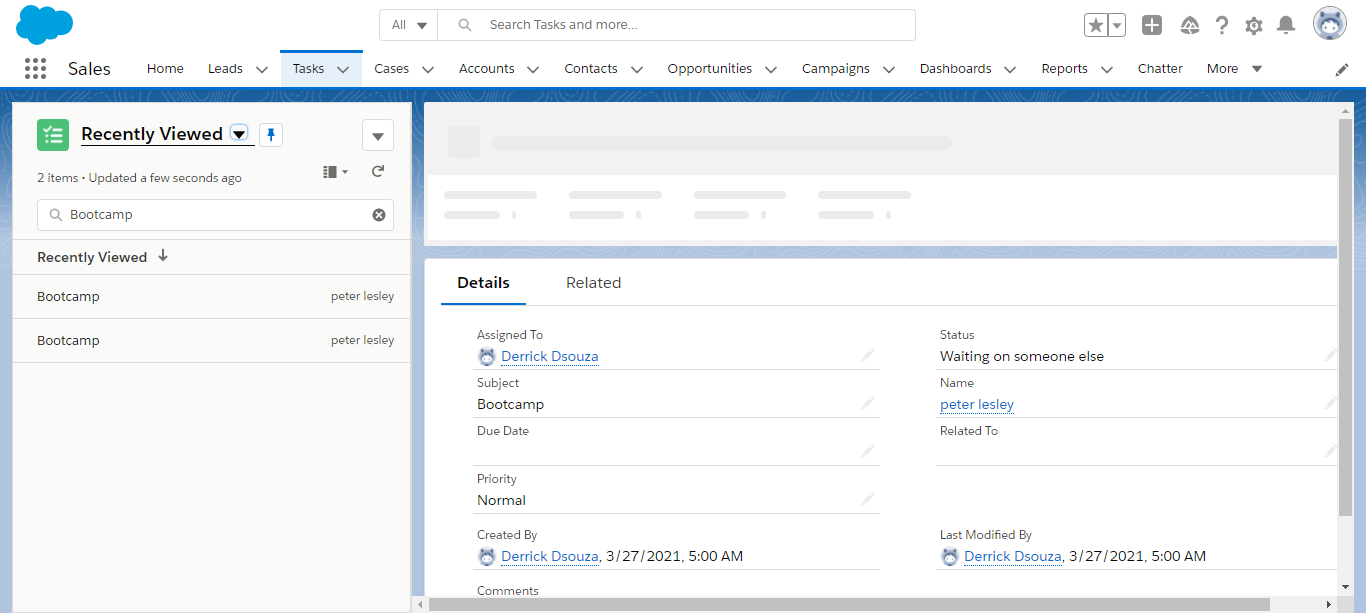 All
Search Tasks and more...
Sales
Home
Leads
Tasks
Cases
Accounts
Contacts
Opportunities
Campaigns
Dashboards
Reports
Chatter
More
Recently Viewed
2 items • Updated a few seconds ago
Bootcamp
Recently Viewed
Bootcamp peter lesley
Bootcamp peter lesley
Details Related
Assigned To
Derrick Dsouza
Status
Waiting on someone else
Subject
Bootcamp
Name
peter lesley
Due Date
Related To
Priority
Normal
Created By
Derrick Dsouza, 3/27/2021, 5:00 AM
Last Modified By
Derrick Dsouza, 3/27/2021, 5:00 AM
Comments